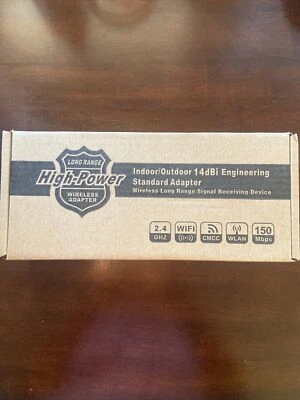 LONG RANGE
High-Power
WIRELESS
ADAPTER
Indoor/Outdoor 14dBi Engineering
Standard Adapter
Wireless Long Range Signal Receiving Device
2.4
GHZ
WIFI
CMCC
WLAN
150
Mbps